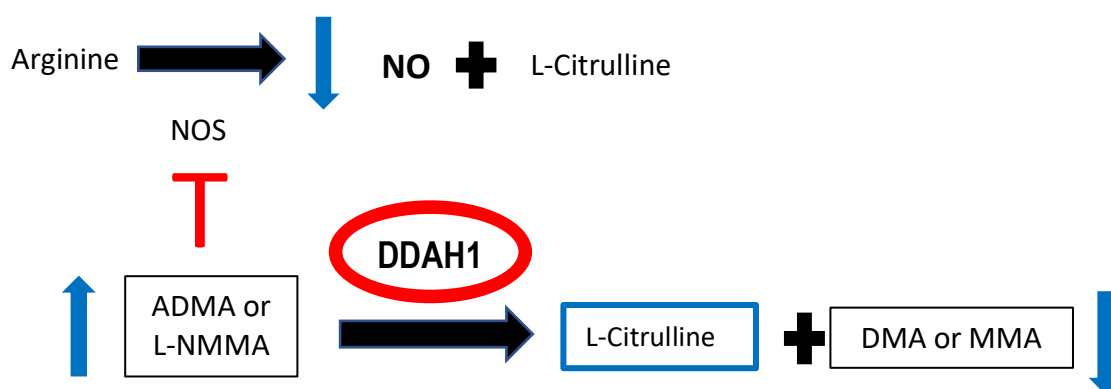 Arginine NO L-Citrulline
NOS
DDAH1
ADMA or
L-NMMA
L-Citrulline
DMA or MMA